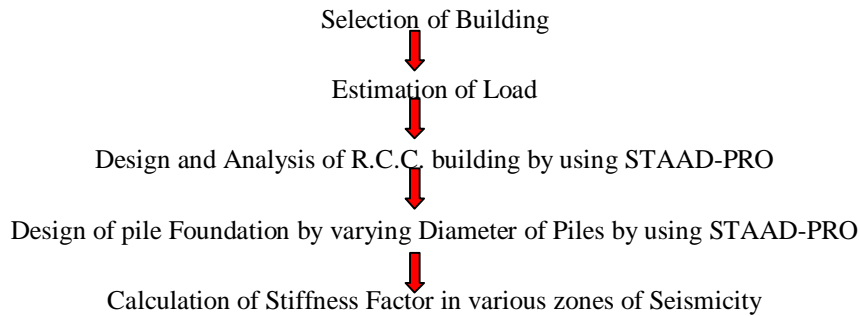 Selection of Building
Estimation of Load
Design and Analysis of R.C.C. building by using STAAD-PRO
Design of pile Foundation by varying Diameter of Piles by using STAAD-PRO
Calculation of Stiffness Factor in various zones of Seismicity